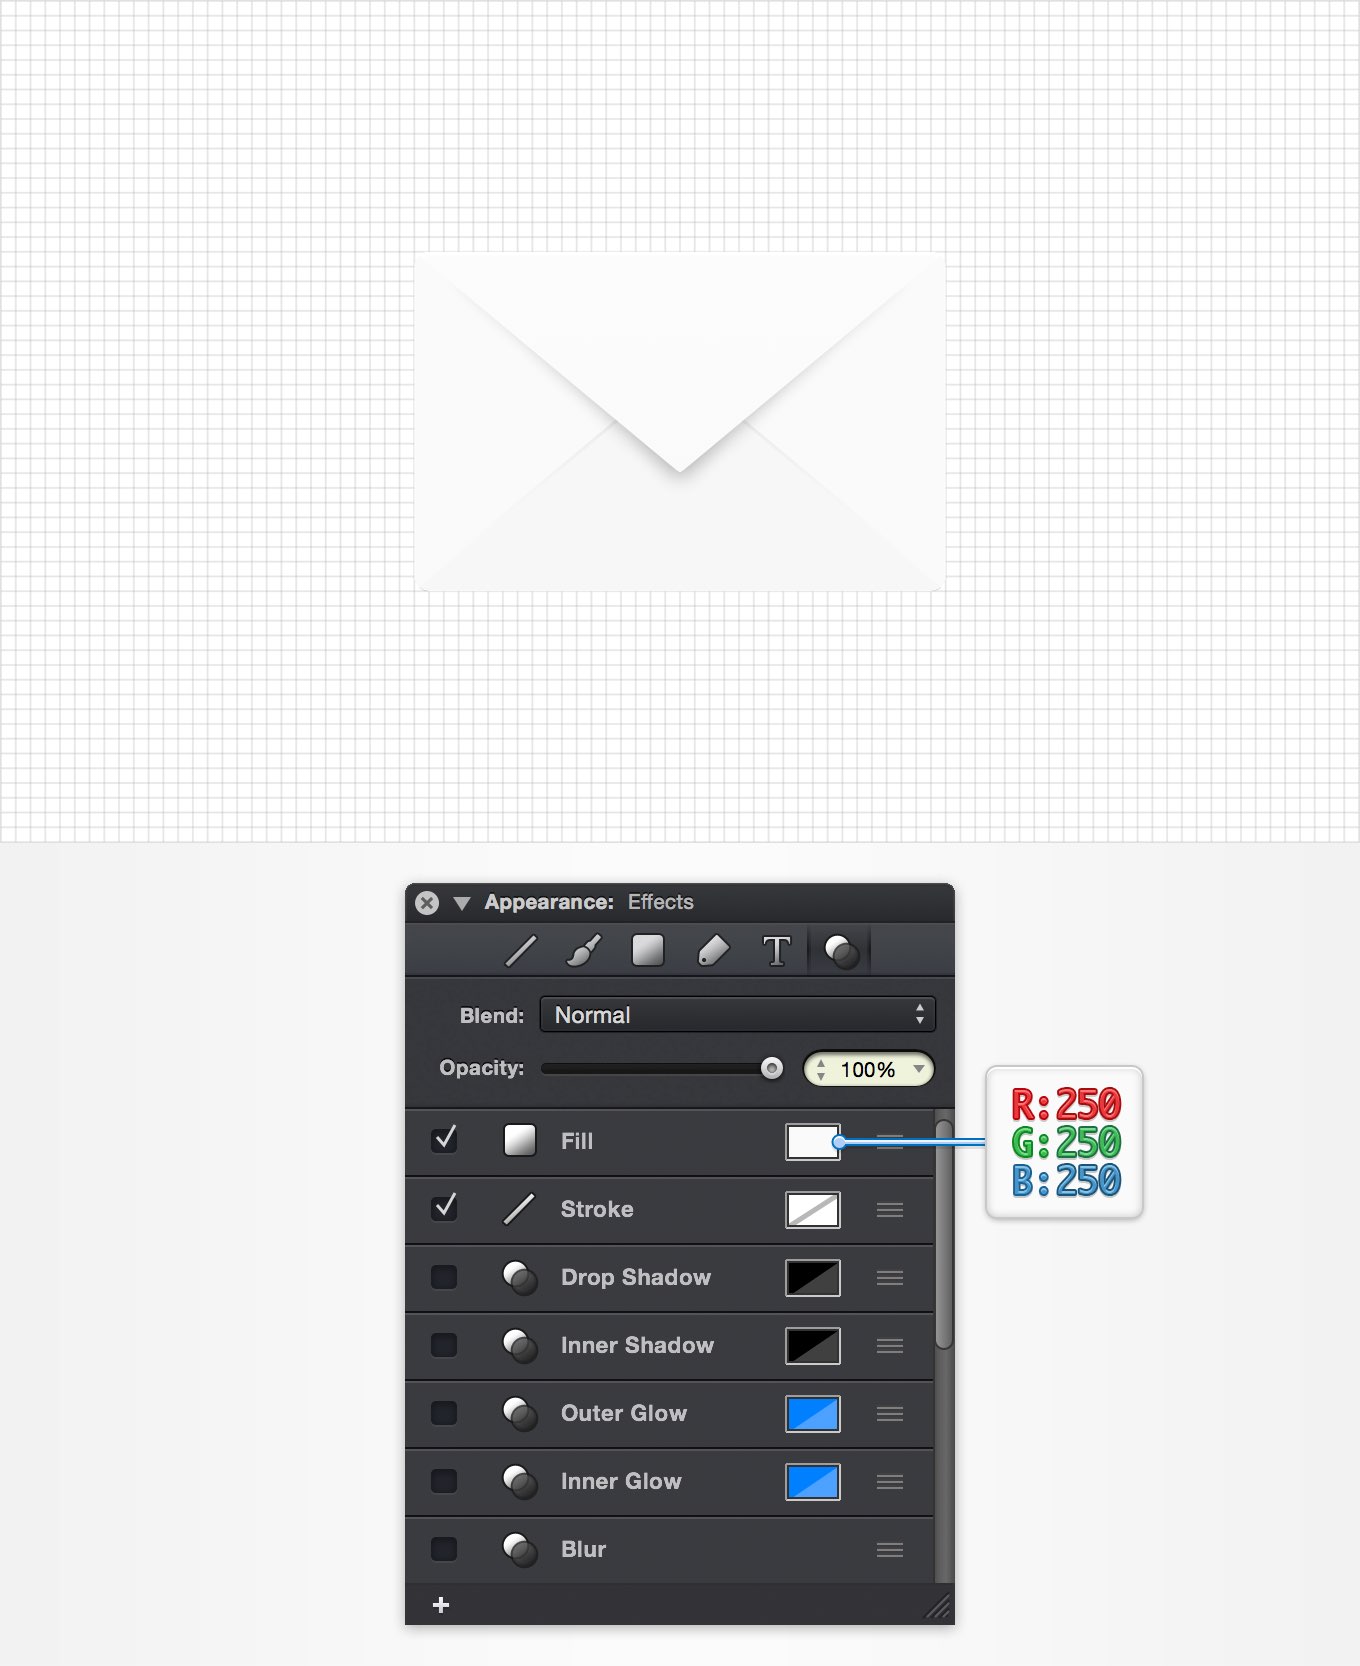 Appearance: Effects
T
Blend: Normal
Opacity: 100%
Fill
R:250
G:250
B:250
Stroke
Drop Shadow
Inner Shadow
Outer Glow
Inner Glow
Blur